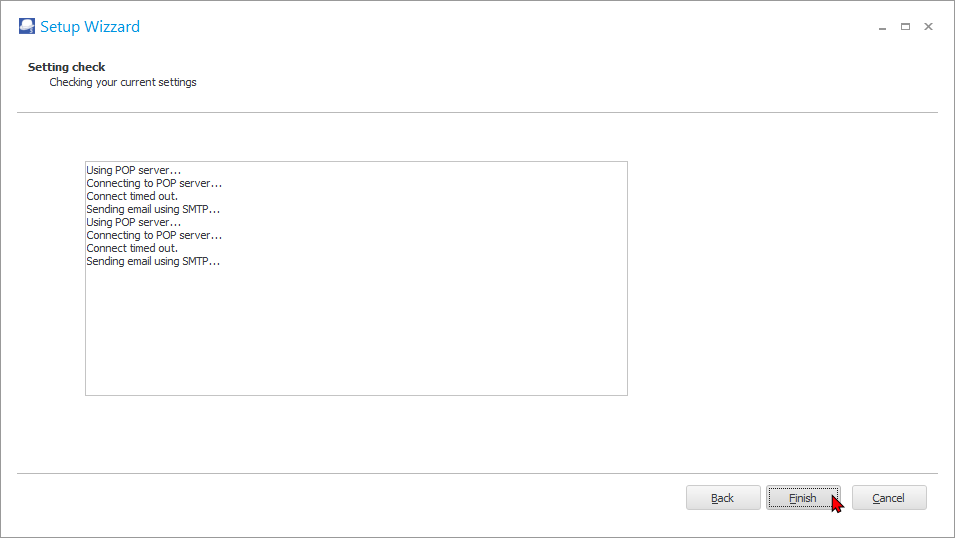 Setup Wizzard
Setting check
Checking your current settings
Using POP server...
Connecting to POP server...
Connect timed out.
Sending email using SMTP...
Using POP server...
Connecting to POP server...
Connect timed out.
Sending email using SMTP...
Back
Finish
Cancel